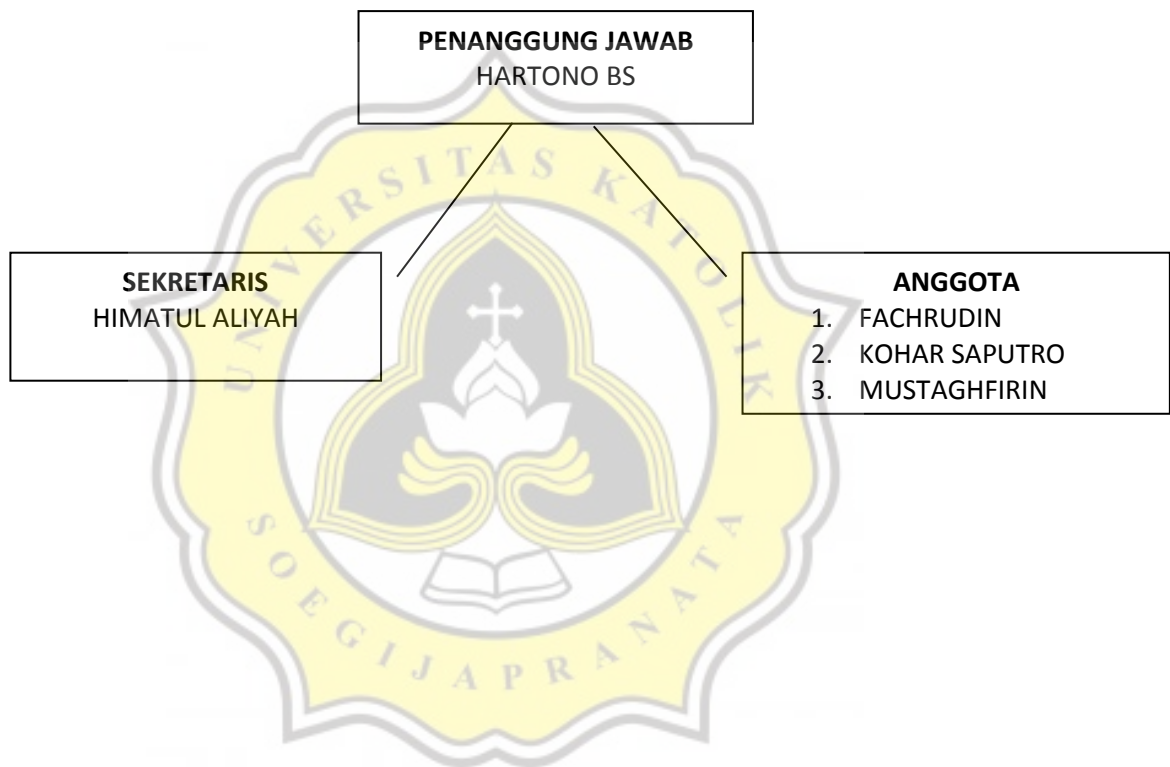 PENANGGUNG JAWAB
HARTONO BS
SEKRETARIS
HIMATUL ALIYAH
ANGGOTA
1. FACHRUDIN
2. KOHAR SAPUTRO
3. MUSTAGHFIRIN
UNIVERSITAS KATOLIK
SOEGIJAPRANATA